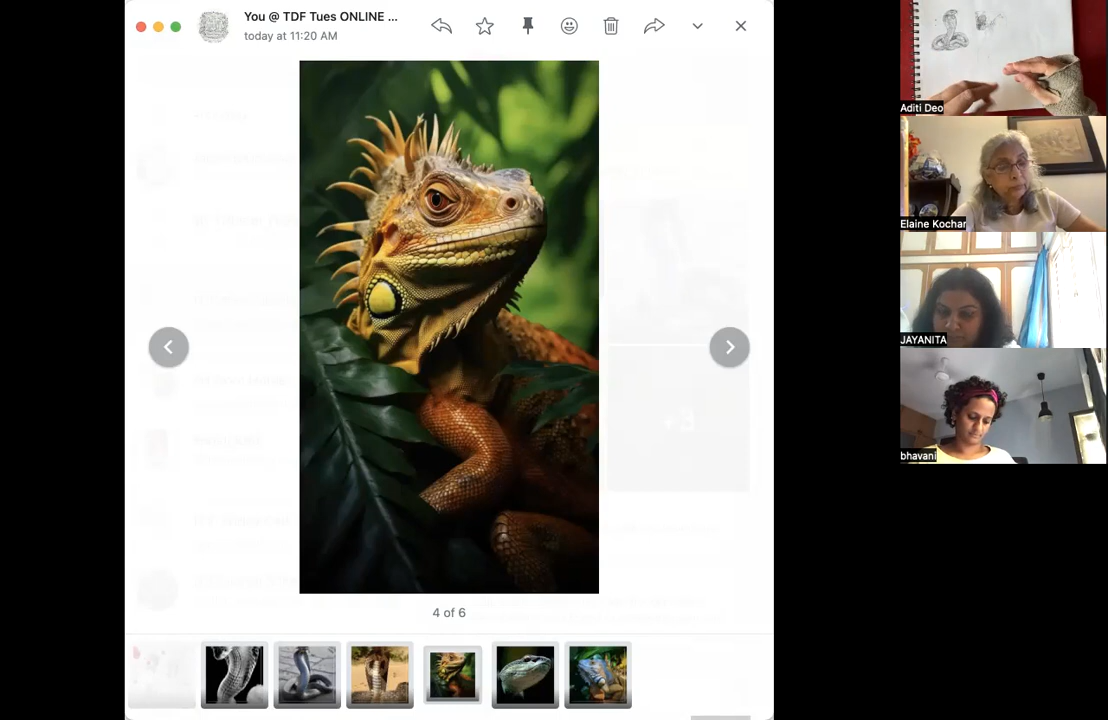 You @ TDF Tues ONLINE ...
today at 11:20 AM
4 of 6
Aditi Deo
Elaine Kochar
JAYANITA
bhavani